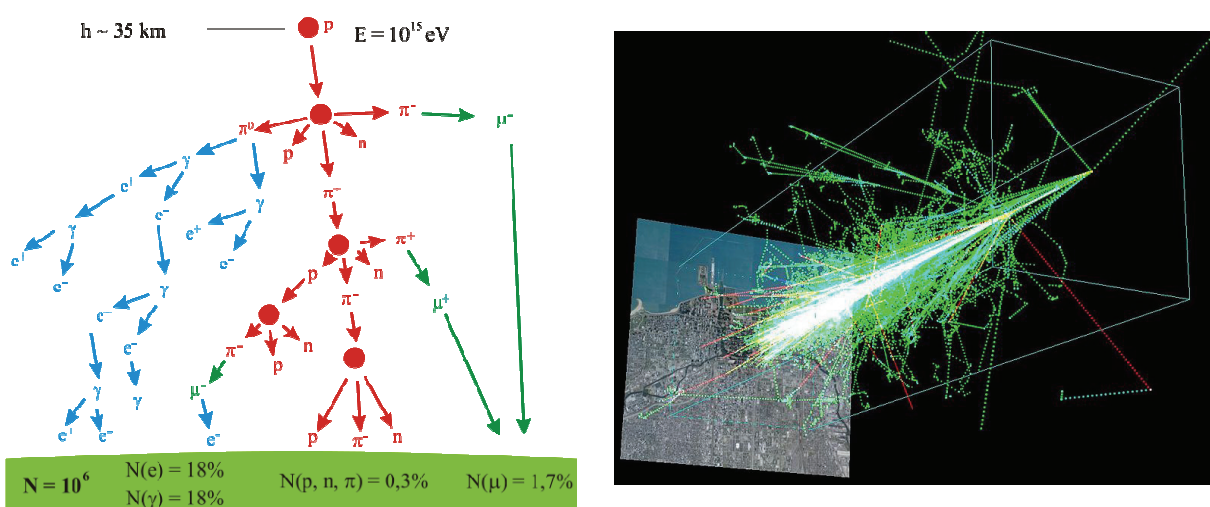 h ~ 35 km
p
E = 10¹⁵ eV
π⁻
μ⁻
π⁰
p
n
γ
e⁺
π⁺
e⁻
γ
γ
e⁺
π⁺
e⁺
e⁻
p
n
e⁻
γ
π⁻
μ⁺
e⁻
e⁻
π⁻
p
n
μ⁻
γ
γ
e⁺
e⁻
e⁻
p
π⁻
n
N = 10⁶
N(e) = 18%
N(γ) = 18%
N(p, n, π) = 0,3%
N(μ) = 1,7%